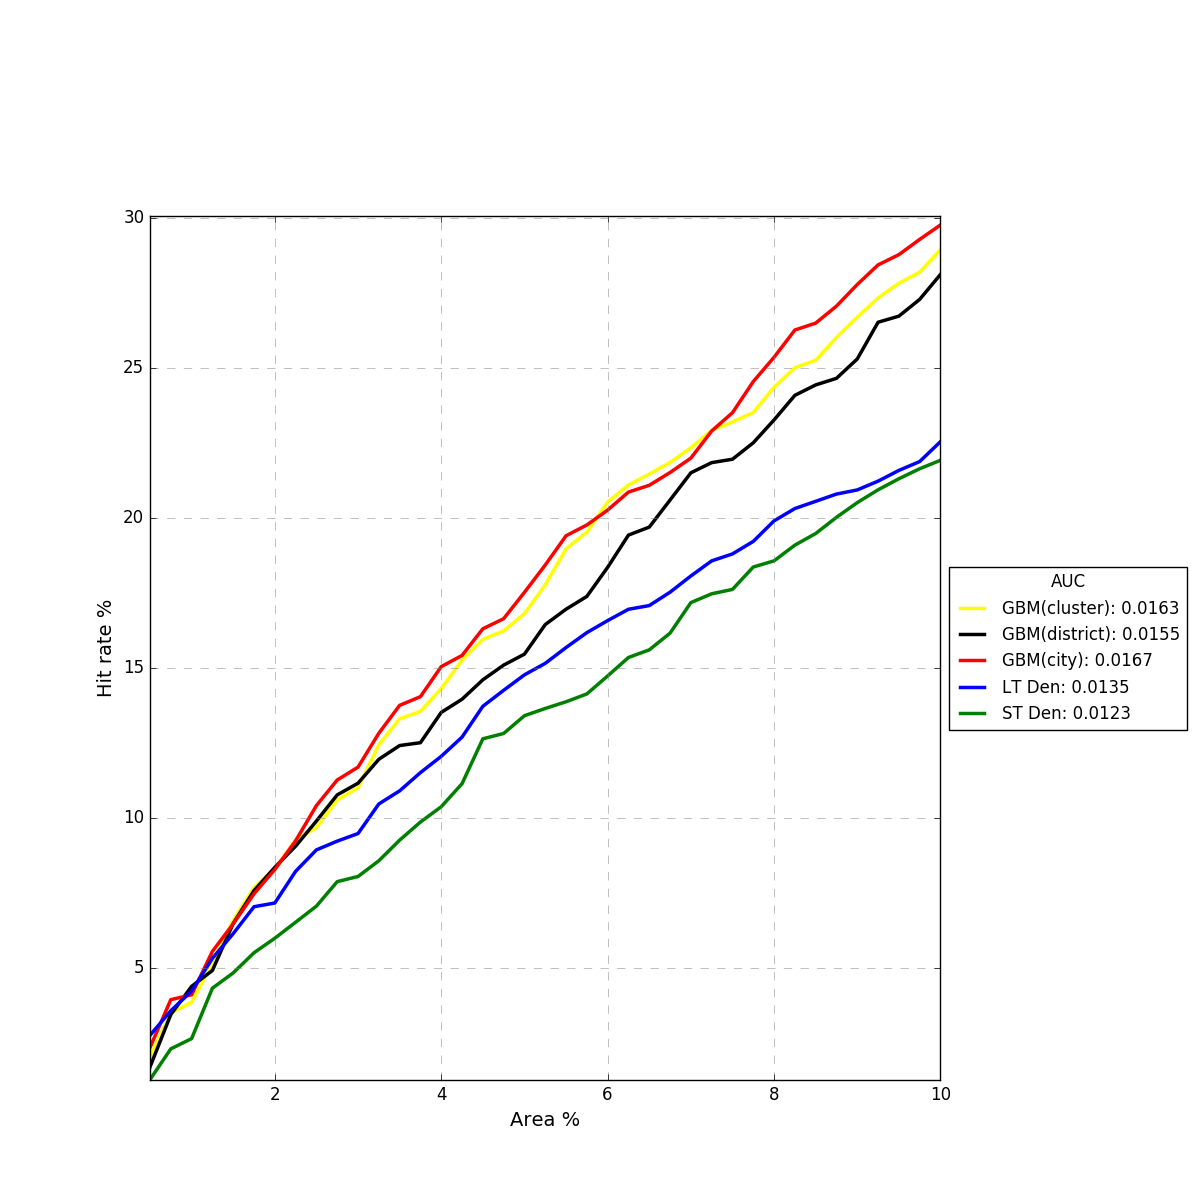 30
25
20
15
10
5
Hit rate %
2 4 6 8 10
Area %
AUC
GBM(cluster): 0.0163
GBM(district): 0.0155
GBM(city): 0.0167
LT Den: 0.0135
ST Den: 0.0123